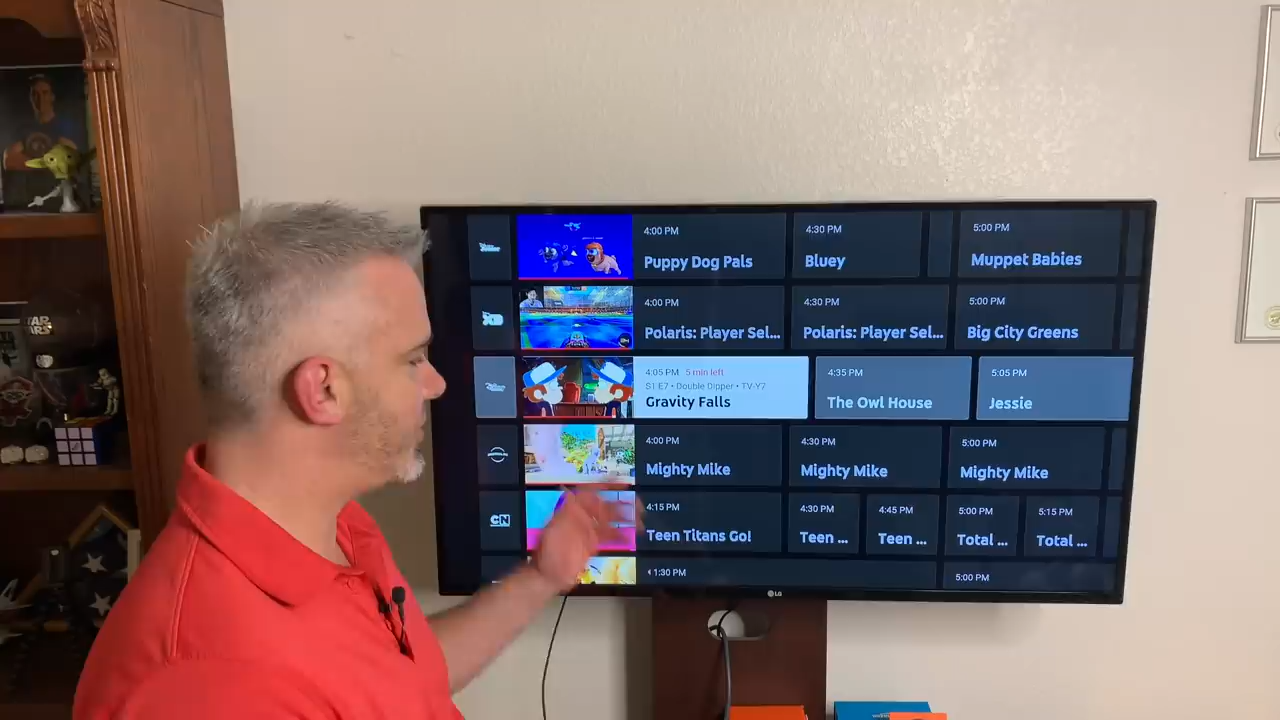 4:00 PM
Puppy Dog Pals
4:30 PM
Bluey
5:00 PM
Muppet Babies
4:00 PM
Polaris: Player Sel...
4:30 PM
Polaris: Player Sel...
5:00 PM
Big City Greens
XD
4:05 PM 5 min left
S1 E7 • Double Dipper • TV-Y7
Gravity Falls
4:35 PM
The Owl House
5:05 PM
Jessie
4:00 PM
Mighty Mike
4:30 PM
Mighty Mike
5:00 PM
Mighty Mike
CN
4:15 PM
Teen Titans Go!
4:30 PM
Teen ...
4:45 PM
Teen ...
5:00 PM
Total ...
5:15 PM
Total ...
1:30 PM
5:00 PM
LG
STAR
WARS